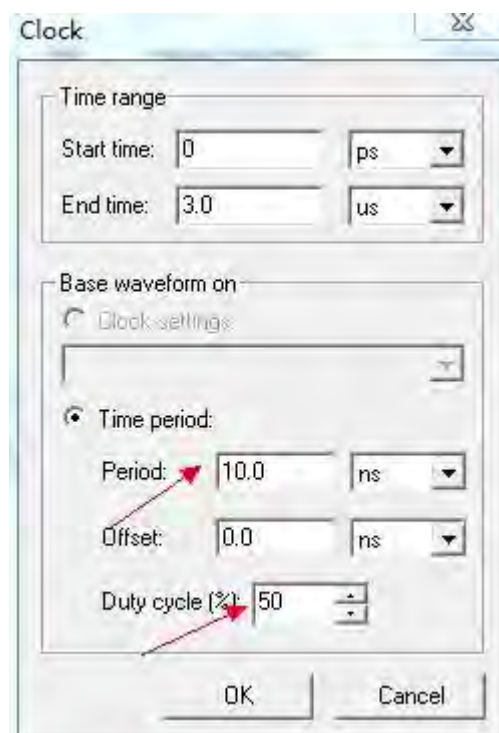 Clock
Time range
Start time: 0 ps
End time: 3.0 us
Base waveform on
Clock settings
Time period:
Period: 10.0 ns
Offset: 0.0 ns
Duty cycle (%): 50
OK Cancel